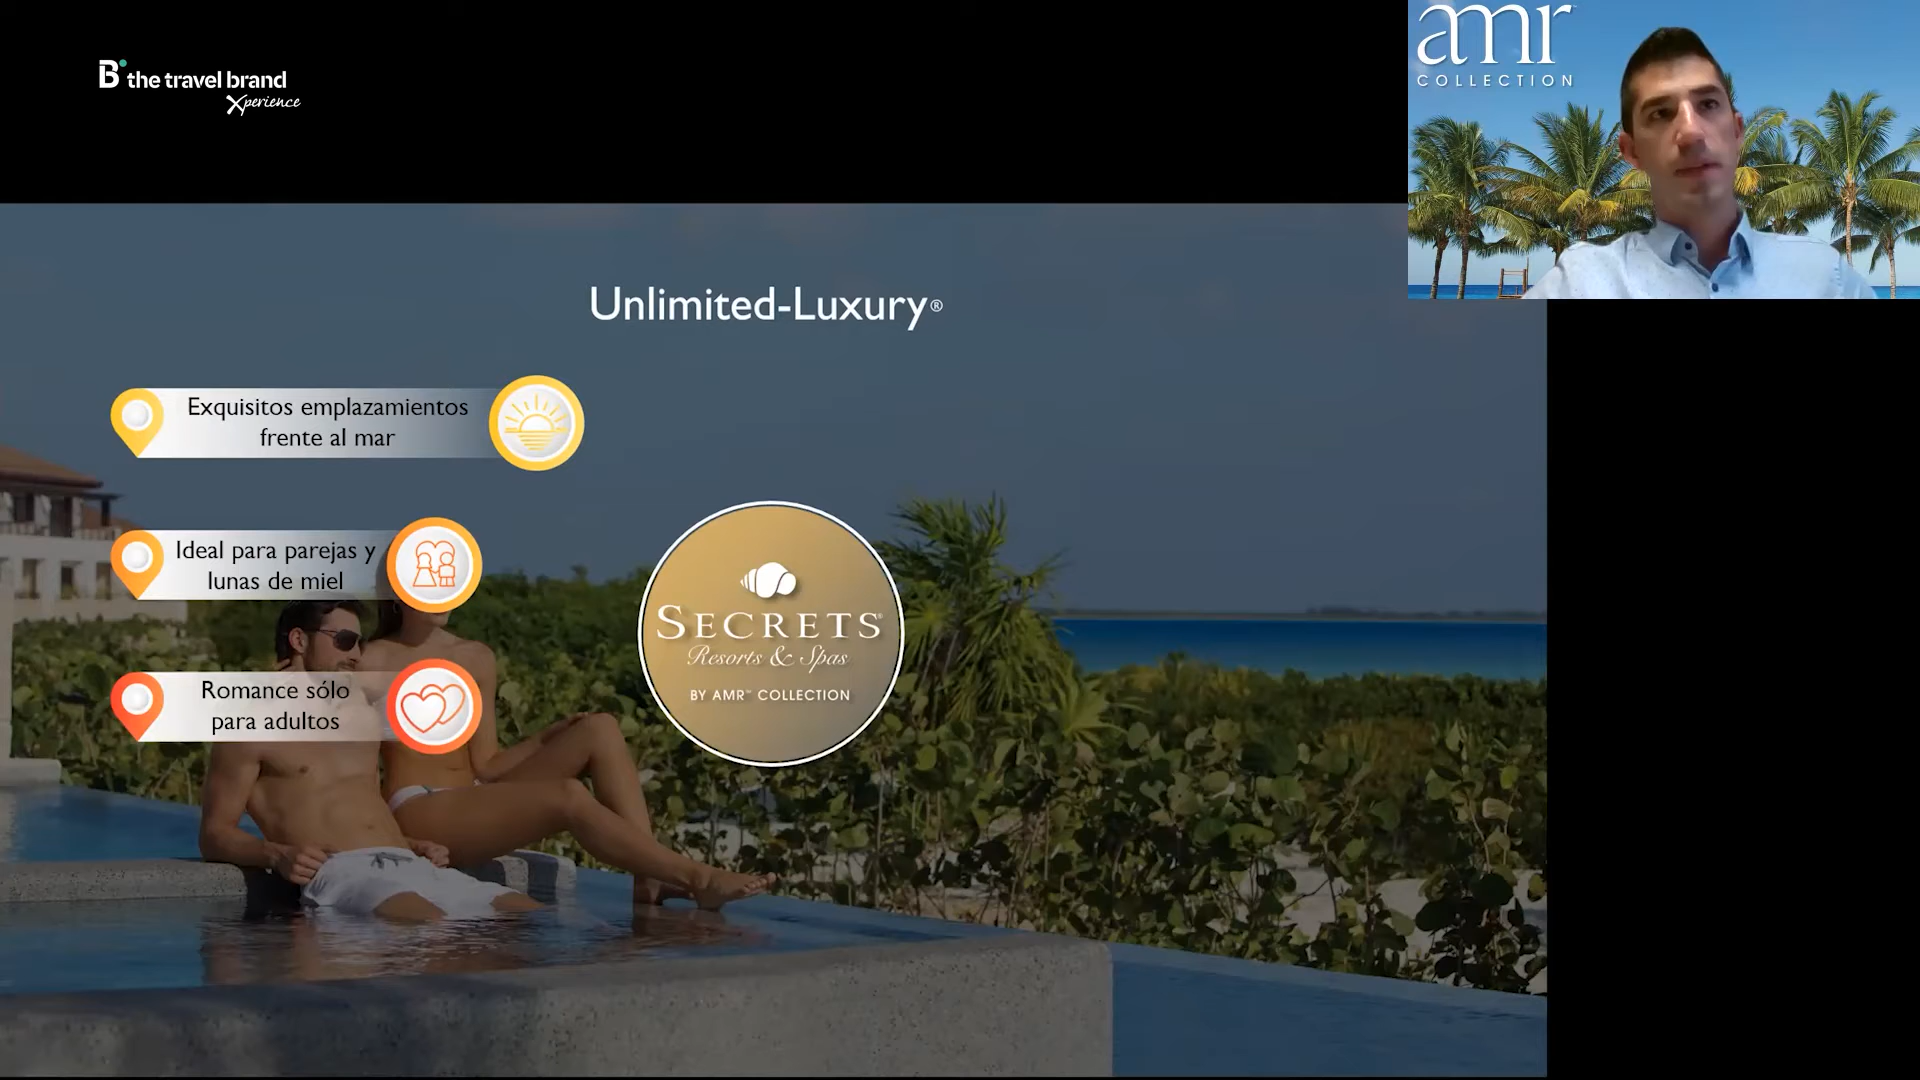 B the travel brand
Xperience
amr
COLLECTION
Unlimited-Luxury®
Exquisitos emplazamientos
frente al mar
Ideal para parejas y
lunas de miel
Romance sólo
para adultos
SECRETS®
Resorts & Spas
BY AMR™ COLLECTION